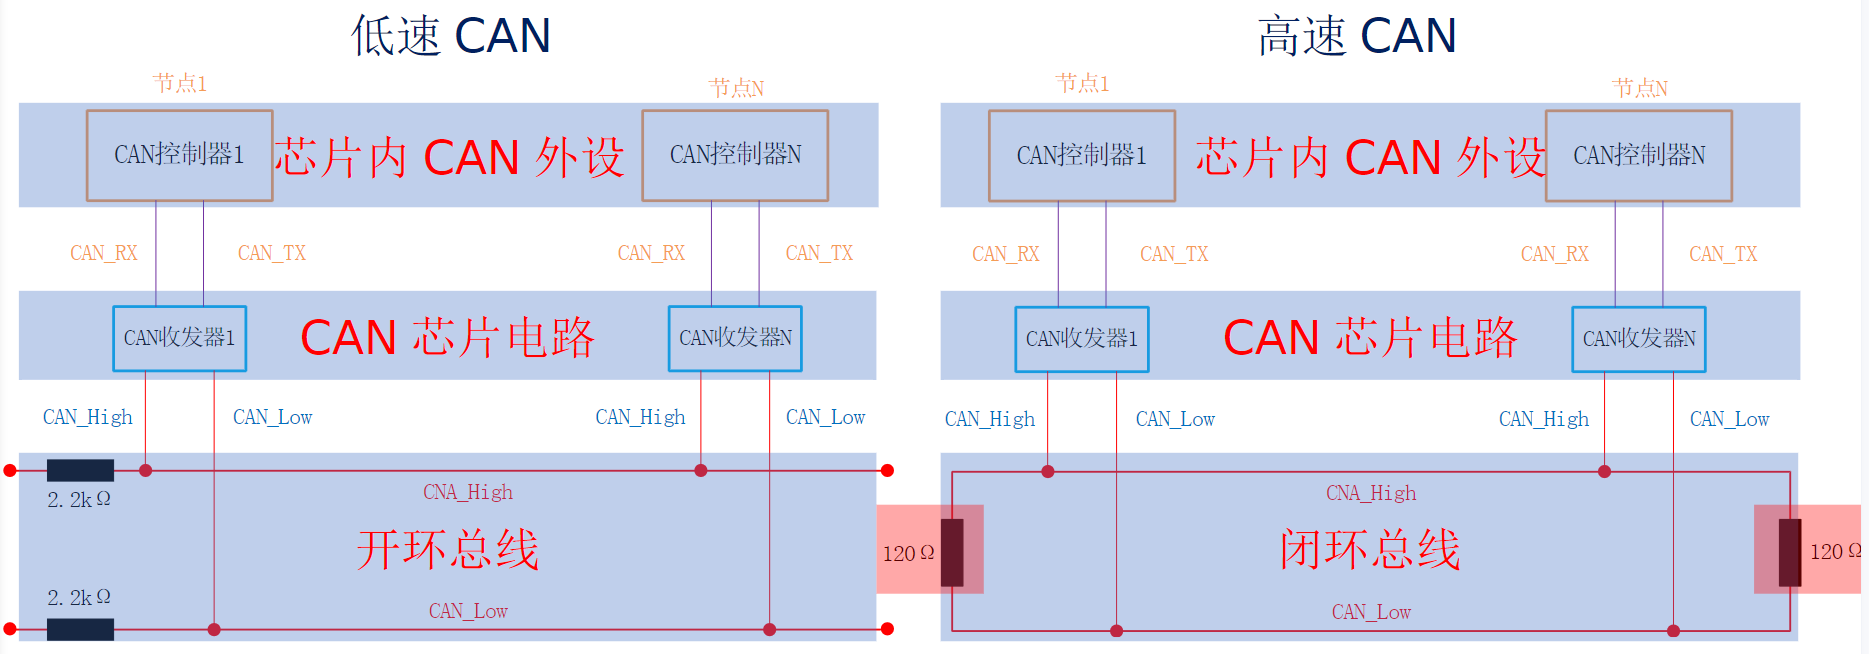 低速 CAN
节点1
节点N
CAN控制器1
芯片内 CAN 外设
CAN控制器N
CAN_RX
CAN_TX
CAN_RX
CAN_TX
CAN收发器1
CAN 芯片电路
CAN收发器N
CAN_High
CAN_Low
CAN_High
CAN_Low
2.2kΩ
CNA_High
开环总线
2.2kΩ
CAN_Low
高速 CAN
节点1
节点N
CAN控制器1
芯片内 CAN 外设
CAN控制器N
CAN_RX
CAN_TX
CAN_RX
CAN_TX
CAN收发器1
CAN 芯片电路
CAN收发器N
CAN_High
CAN_Low
CAN_High
CAN_Low
CNA_High
120Ω
闭环总线
120Ω
CAN_Low